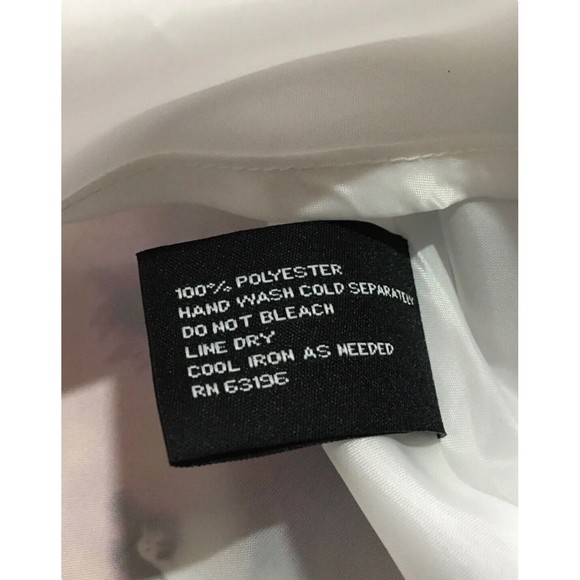 100% POLYESTER
HAND WASH COLD SEPARATELY
DO NOT BLEACH
LINE DRY
COOL IRON AS NEEDED
RN 63196